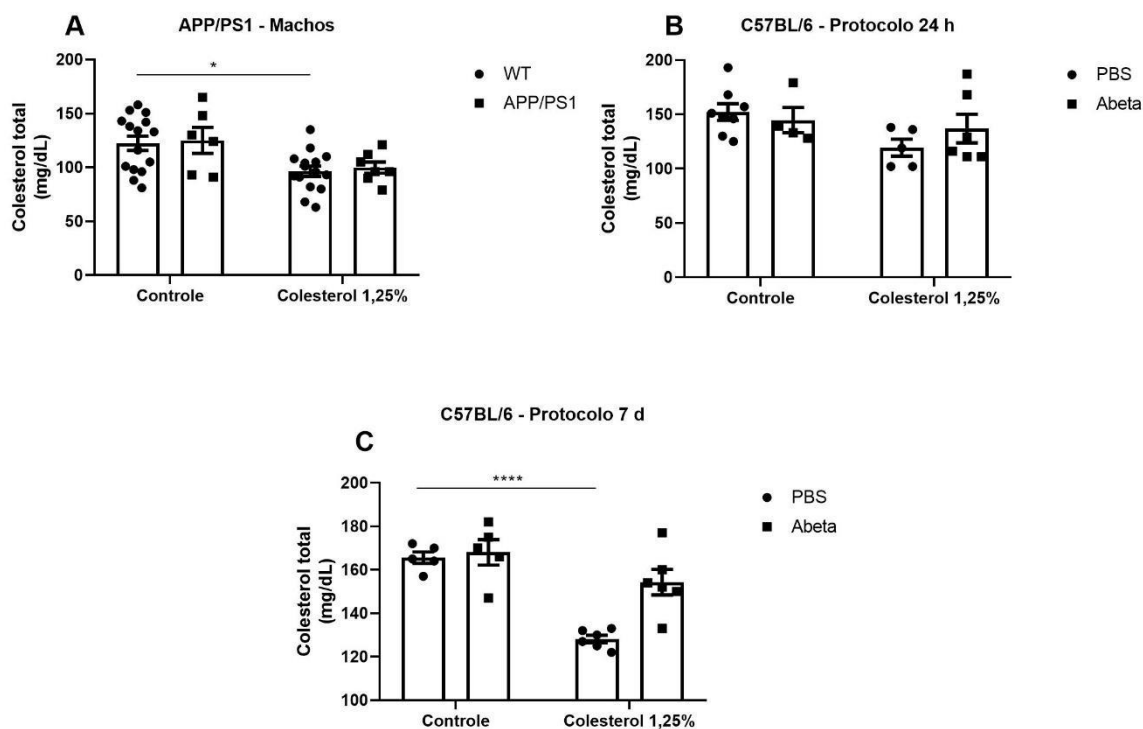 A
APP/PS1 - Machos
Colesterol total
(mg/dL)
200
150
100
50
0
*
WT
APP/PS1
Controle
Colesterol 1,25%
B
C57BL/6 - Protocolo 24 h
Colesterol total
(mg/dL)
200
150
100
50
0
PBS
Abeta
Controle
Colesterol 1,25%
C57BL/6 - Protocolo 7 d
C
Colesterol total
(mg/dL)
200
180
160
140
120
100
****
PBS
Abeta
Controle
Colesterol 1,25%